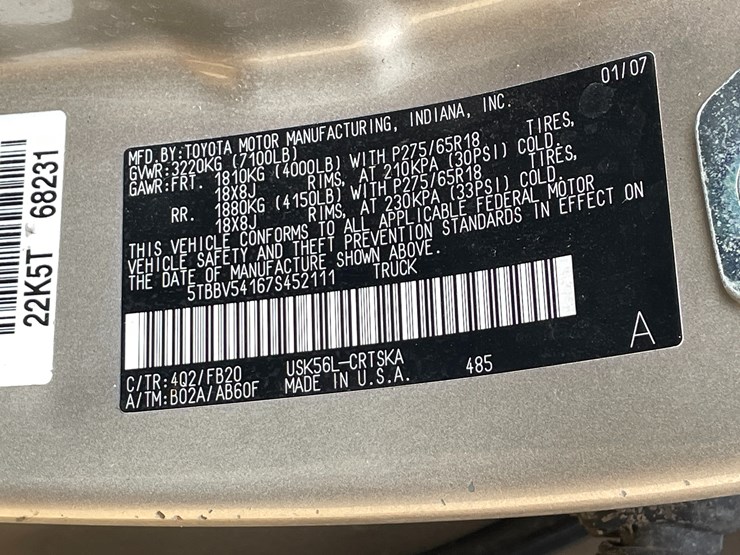 22K5T 68231
01/07
MFD.BY:TOYOTA MOTOR MANUFACTURING, INDIANA, INC.
GVWR:3220KG (7100LB)
GAWR:FRT. 1810KG (4000LB) WITH P275/65R18 TIRES,
18X8J RIMS, AT 210KPA (30PSI) COLD.
RR. 1880KG (4150LB) WITH P275/65R18 TIRES,
18X8J RIMS, AT 230KPA (33PSI) COLD.
THIS VEHICLE CONFORMS TO ALL APPLICABLE FEDERAL MOTOR
VEHICLE SAFETY AND THEFT PREVENTION STANDARDS IN EFFECT ON
THE DATE OF MANUFACTURE SHOWN ABOVE.
5TBBV54167S452111 TRUCK
C/TR:4Q2/FB20 USK56L-CRTSKA 485 A
A/TM:B02A/AB60F MADE IN U.S.A.